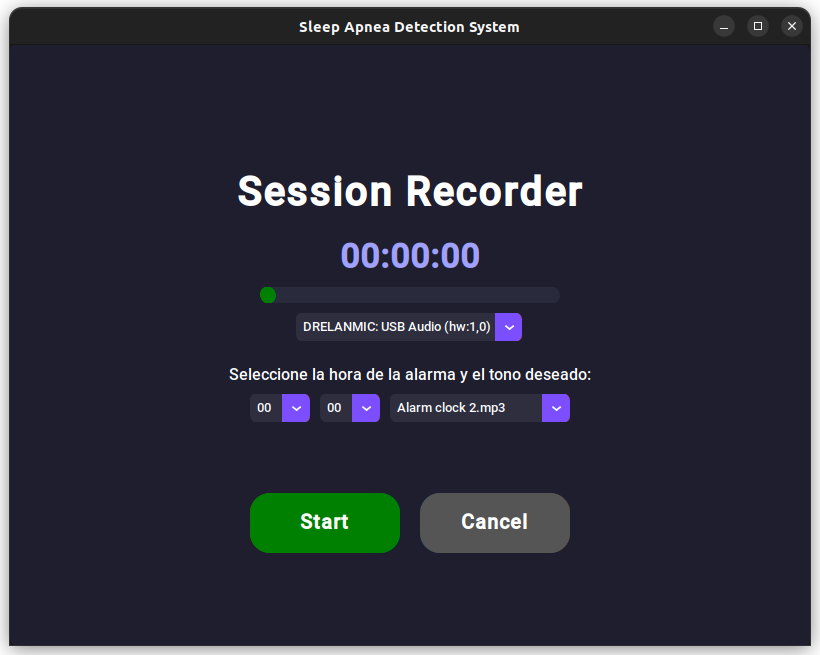 Sleep Apnea Detection System
Session Recorder
00:00:00
DRELANMIC: USB Audio (hw:1,0)
Seleccione la hora de la alarma y el tono deseado:
00 00 Alarm clock 2.mp3
Start Cancel